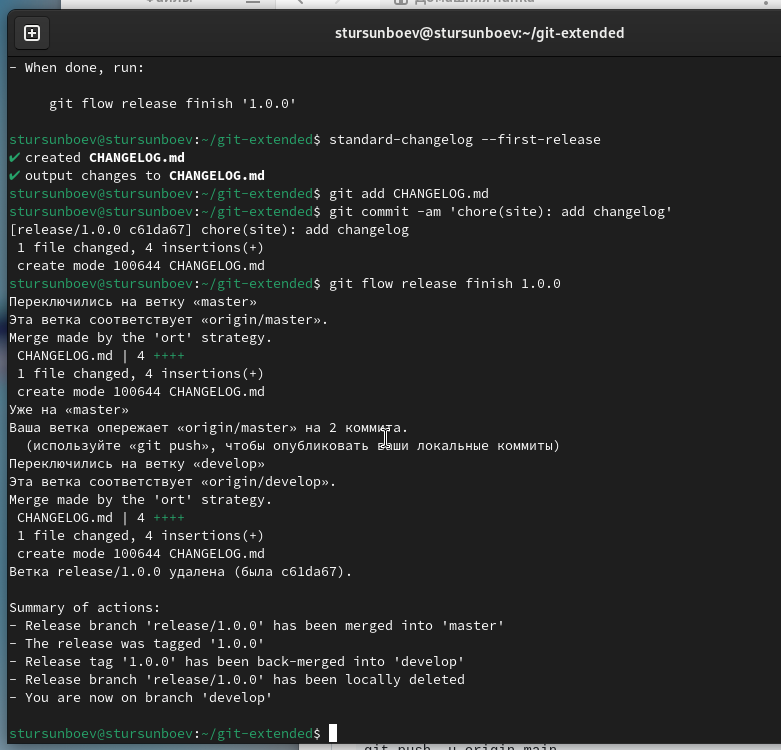 Домашняя папка
stursunboev@stursunboev:~/git-extended
- When done, run:
git flow release finish '1.0.0'
stursunboev@stursunboev:~/git-extended$ standard-changelog --first-release
✔ created CHANGELOG.md
✔ output changes to CHANGELOG.md
stursunboev@stursunboev:~/git-extended$ git add CHANGELOG.md
stursunboev@stursunboev:~/git-extended$ git commit -am 'chore(site): add changelog'
[release/1.0.0 c61da67] chore(site): add changelog
1 file changed, 4 insertions(+)
create mode 100644 CHANGELOG.md
stursunboev@stursunboev:~/git-extended$ git flow release finish 1.0.0
Переключились на ветку «master»
Эта ветка соответствует «origin/master».
Merge made by the 'ort' strategy.
CHANGELOG.md | 4 ++++
1 file changed, 4 insertions(+)
create mode 100644 CHANGELOG.md
Уже на «master»
Ваша ветка опережает «origin/master» на 2 коммита.
(используйте «git push», чтобы опубликовать ваши локальные коммиты)
Переключились на ветку «develop»
Эта ветка соответствует «origin/develop».
Merge made by the 'ort' strategy.
CHANGELOG.md | 4 ++++
1 file changed, 4 insertions(+)
create mode 100644 CHANGELOG.md
Ветка release/1.0.0 удалена (была c61da67).
Summary of actions:
- Release branch 'release/1.0.0' has been merged into 'master'
- The release was tagged '1.0.0'
- Release tag '1.0.0' has been back-merged into 'develop'
- Release branch 'release/1.0.0' has been locally deleted
- You are now on branch 'develop'
stursunboev@stursunboev:~/git-extended$
git push -u origin main